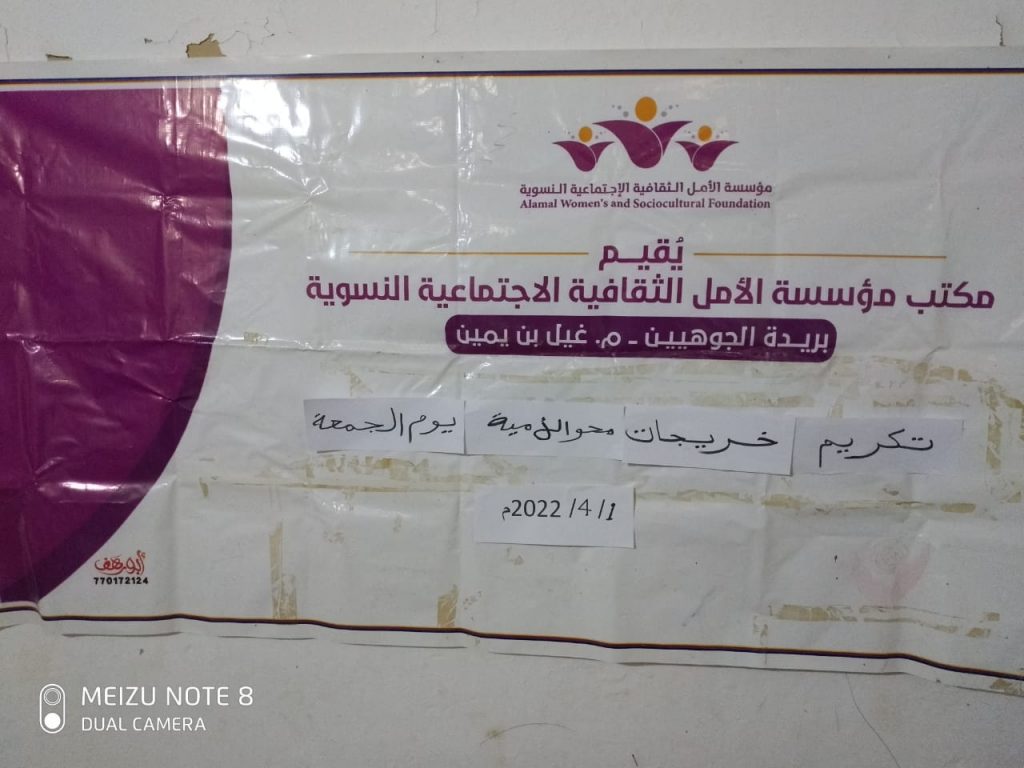 مؤسسة الأمل الثقافية الإجتماعية النسوية
Alamal Women's and Sociocultural Foundation
يُقيم
مكتب مؤسسة الأمل الثقافية الاجتماعية النسوية
بريدة الجوهيين - م. غيل بن يمين
تكريم خريجات محو الأمية يوم الجمعة
1/4/2022م
770172124
MEIZU NOTE 8
DUAL CAMERA